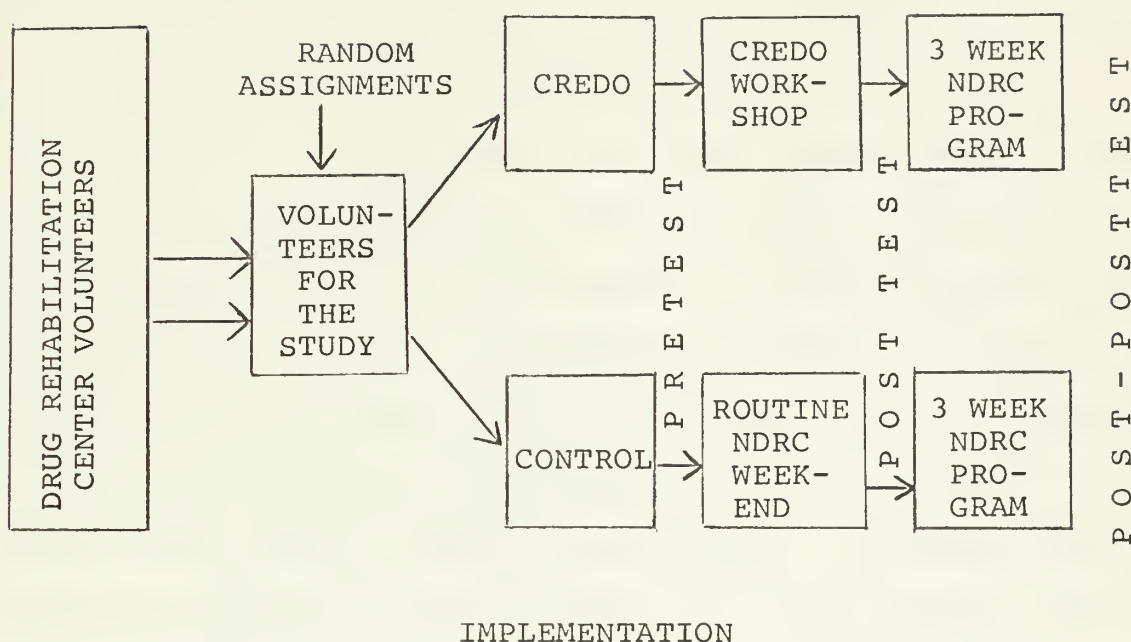 DRUG REHABILITATION
CENTER VOLUNTEERS
RANDOM
ASSIGNMENTS
VOLUN-
TEERS
FOR
THE
STUDY
CREDO
CONTROL
PRETEST
CREDO
WORK-
SHOP
ROUTINE
NDRC
WEEK-
END
POST TEST
3 WEEK
NDRC
PRO-
GRAM
3 WEEK
NDRC
PRO-
GRAM
POST-POSTTEST
IMPLEMENTATION